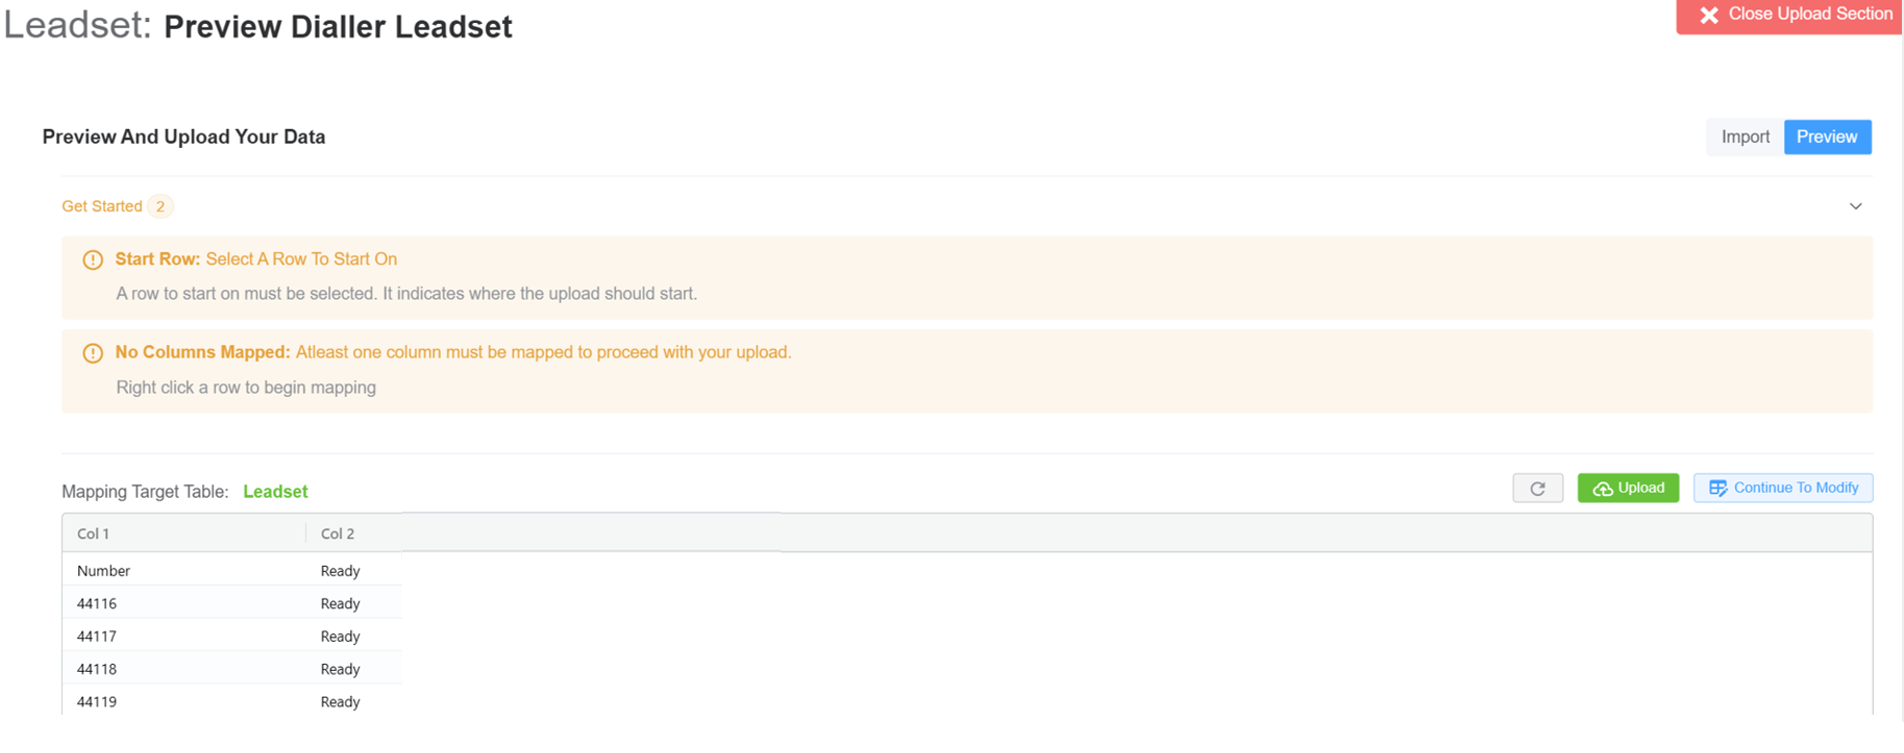 Leadset: Preview Dialler Leadset
Close Upload Section
Preview And Upload Your Data
Import Preview
Get Started 2
Start Row: Select A Row To Start On
A row to start on must be selected. It indicates where the upload should start.
No Columns Mapped: Atleast one column must be mapped to proceed with your upload.
Right click a row to begin mapping
Mapping Target Table: Leadset
Upload Continue To Modify
Col 1 Col 2
Number Ready
44116 Ready
44117 Ready
44118 Ready
44119 Ready